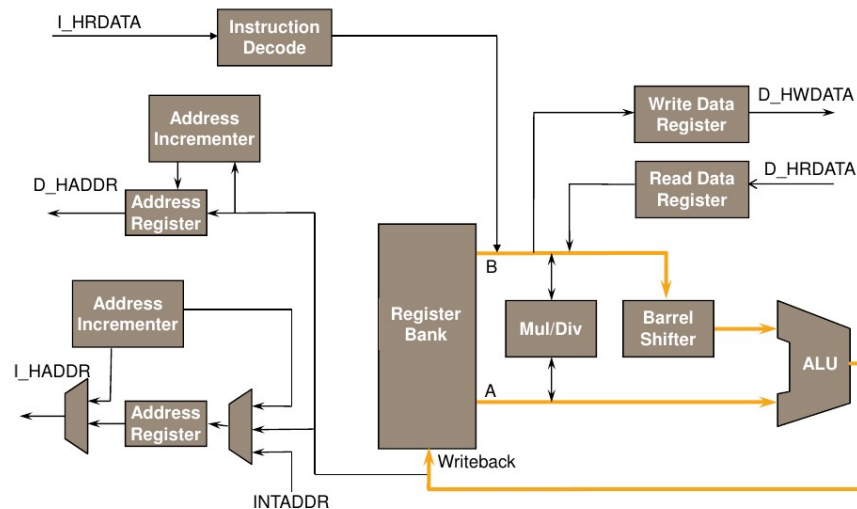 I_HRDATA
Instruction
Decode
Address
Incrementer
Write Data
Register
D_HWDATA
D_HADDR
Address
Register
Read Data
Register
D_HRDATA
B
Address
Incrementer
Register
Bank
Mul/Div
Barrel
Shifter
ALU
I_HADDR
Address
Register
A
Writeback
INTADDR